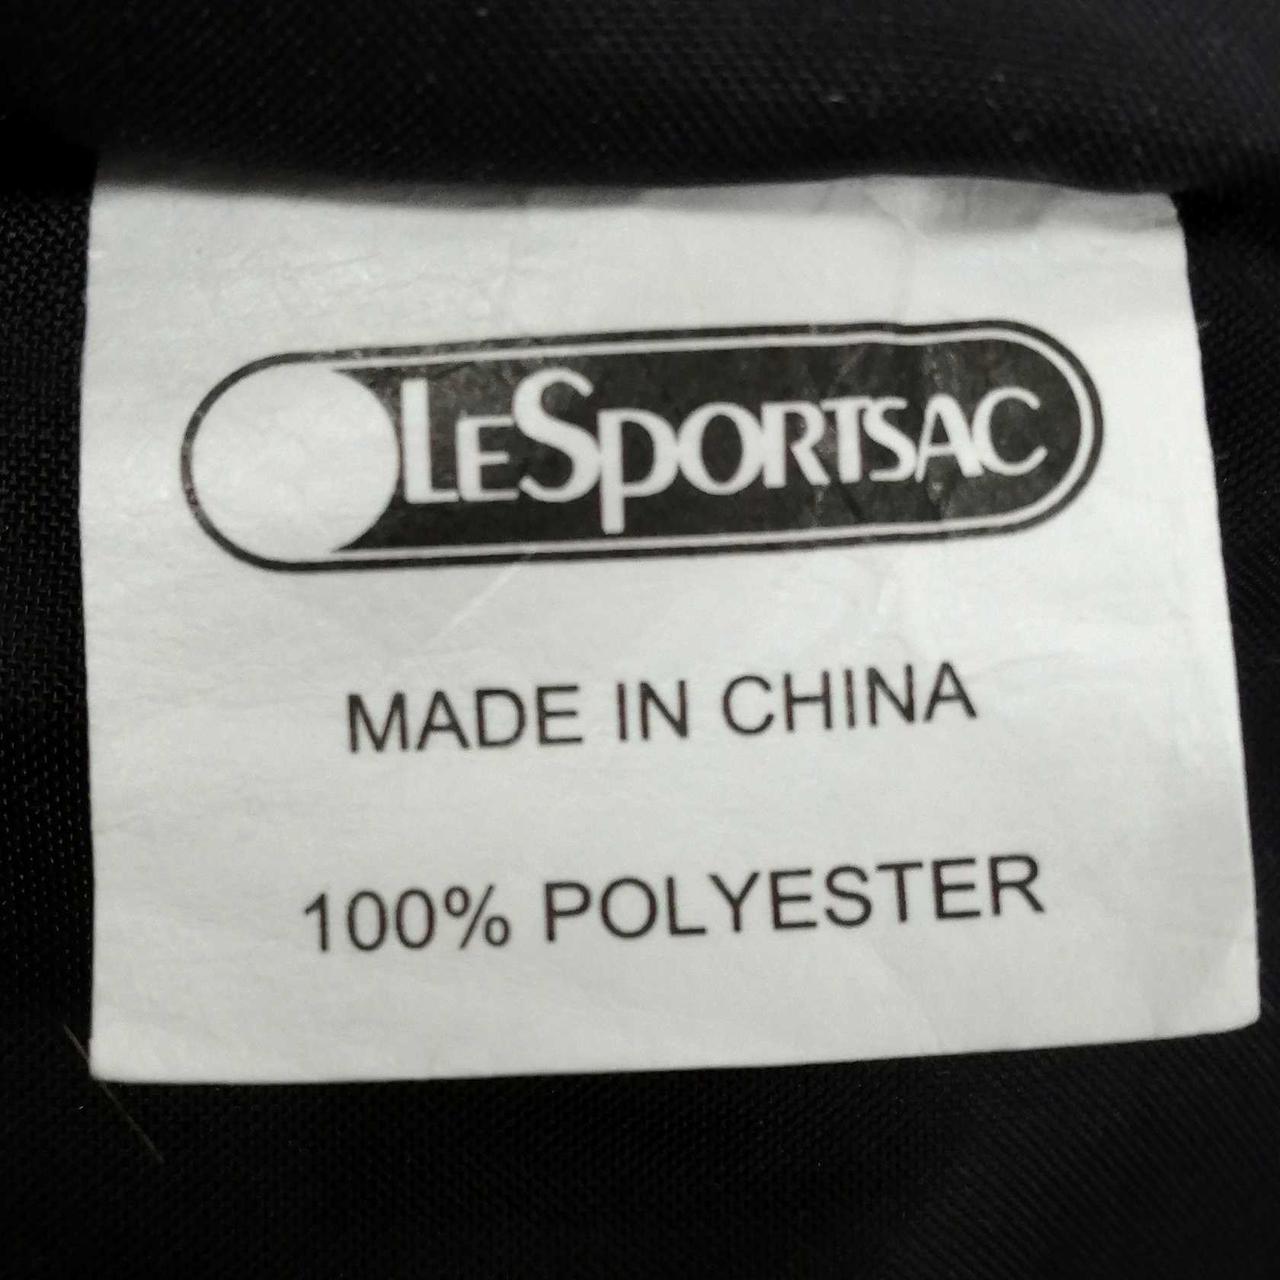 LESPORTSAC
MADE IN CHINA
100% POLYESTER